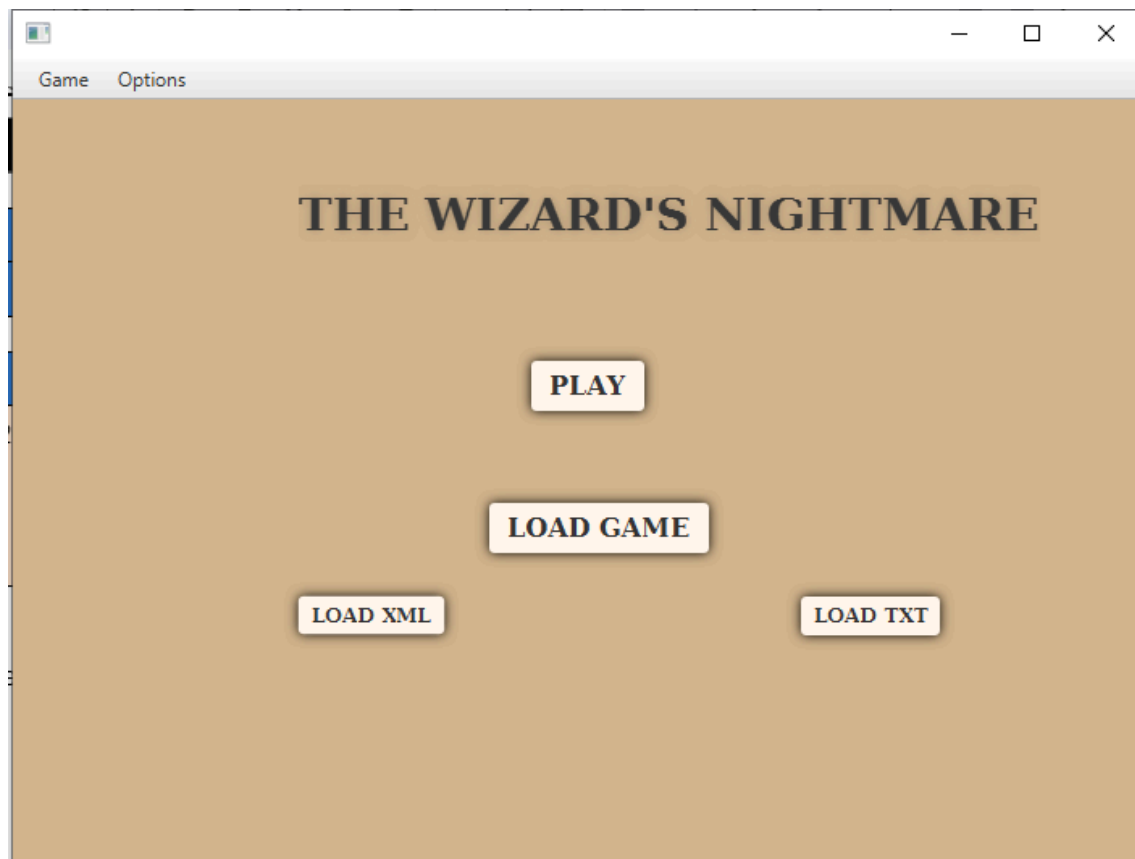 Game Options
THE WIZARD'S NIGHTMARE
PLAY
LOAD GAME
LOAD XML LOAD TXT